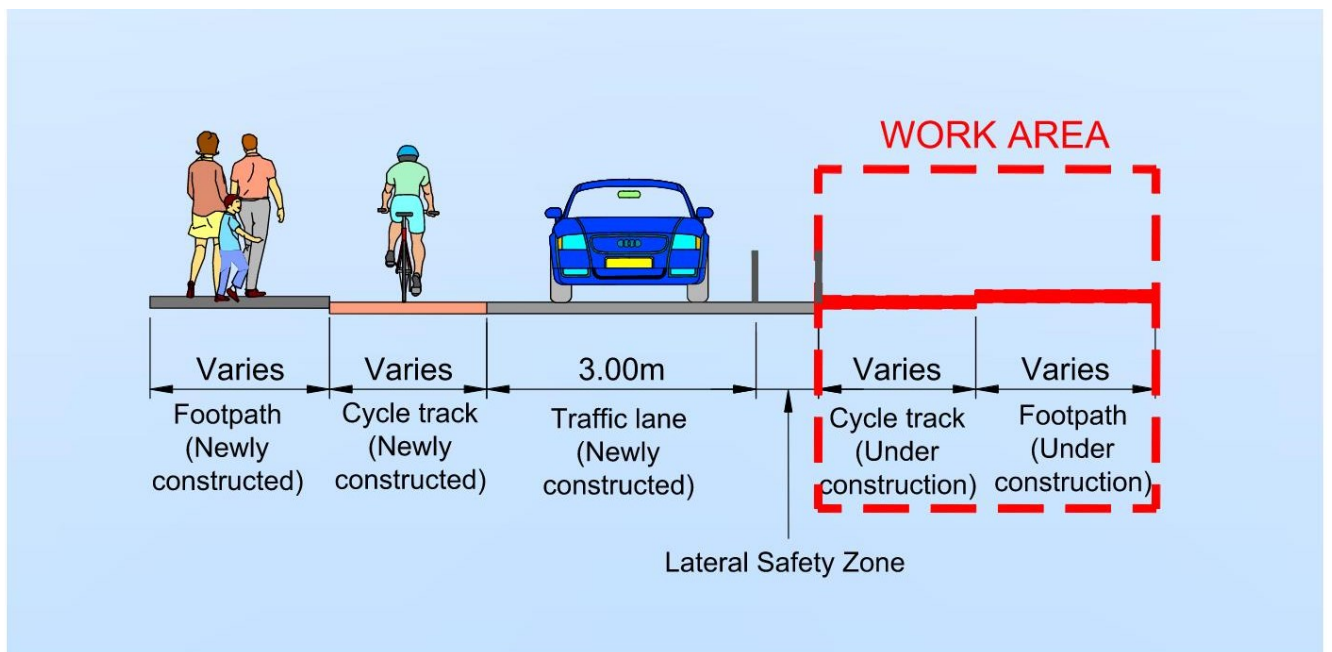 WORK AREA
Varies
Footpath
(Newly
constructed)
Varies
Cycle track
(Newly
constructed)
3.00m
Traffic lane
(Newly
constructed)
Varies
Cycle track
(Under
construction)
Varies
Footpath
(Under
construction)
Lateral Safety Zone